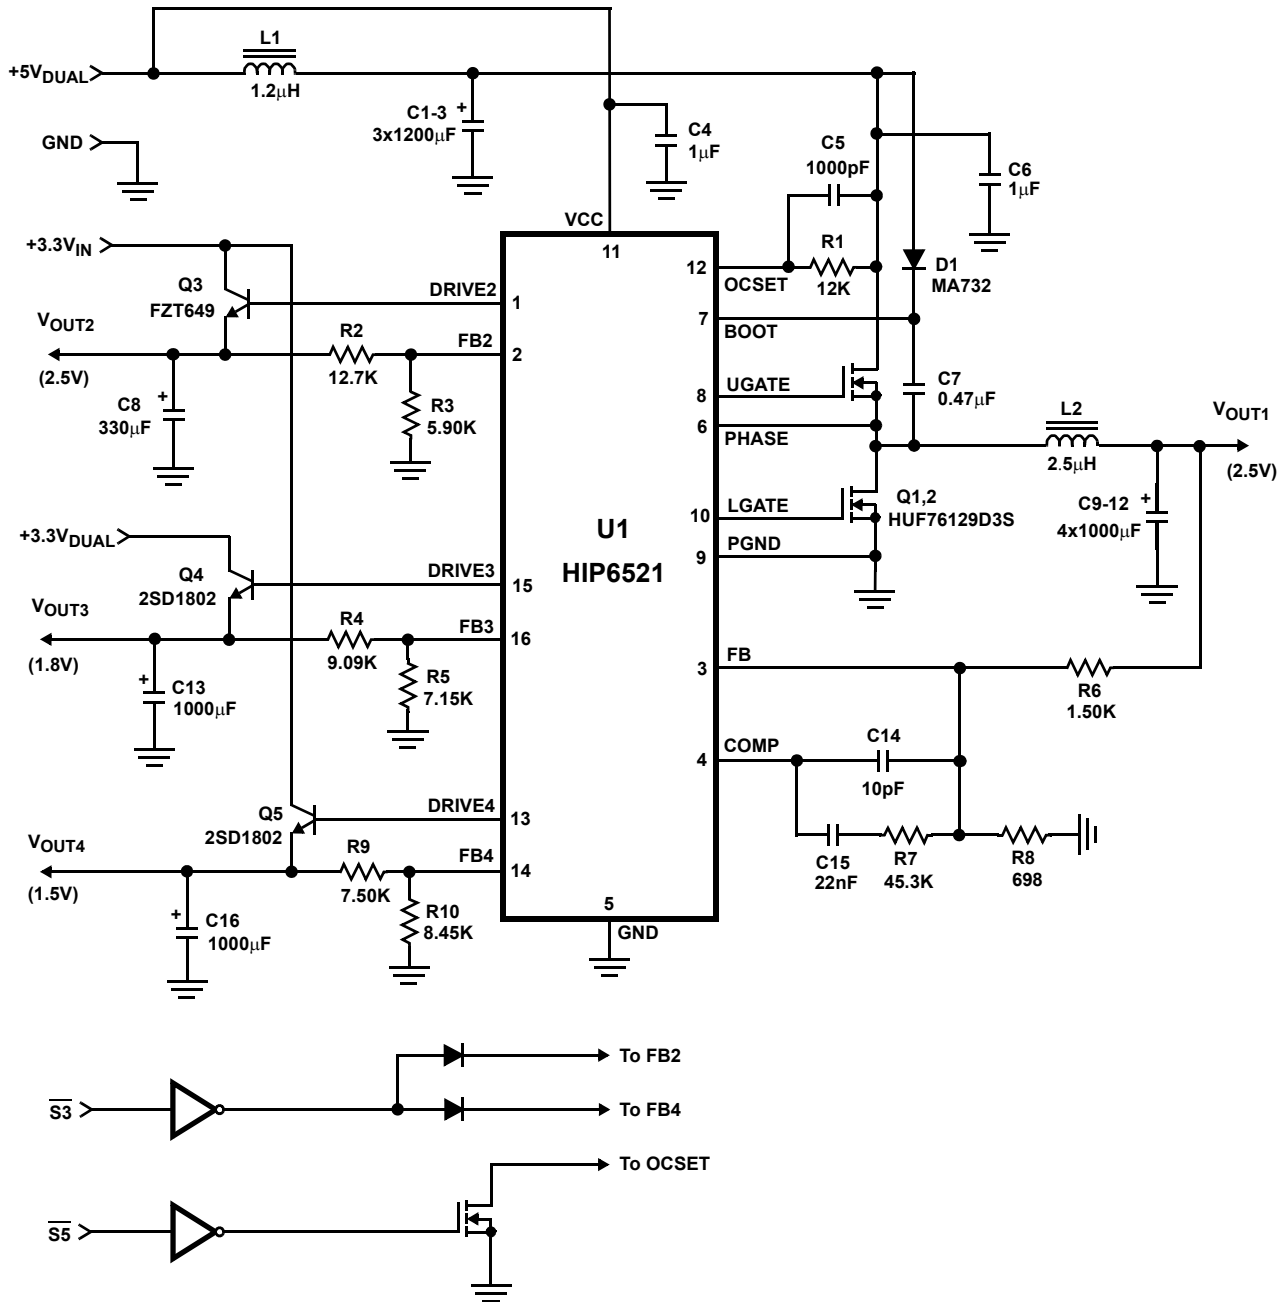 L1
+5VDUAL
1.2µH
C1-3 +
3x1200µF
GND
C4
1µF
C5
1000pF
C6
1µF
VCC
11
+3.3VIN
R1
12K
12
OCSET
D1
MA732
Q3
FZT649
DRIVE2
1
7
BOOT
VOUT2
(2.5V)
R2
12.7K
FB2
2
C7
0.47µF
UGATE
8
C8 +
330µF
R3
5.90K
6
PHASE
L2
2.5µH
VOUT1
(2.5V)
LGATE
10
Q1,2
HUF76129D3S
C9-12 +
4x1000µF
U1
HIP6521
PGND
9
+3.3VDUAL
Q4
2SD1802
DRIVE3
15
VOUT3
(1.8V)
R4
9.09K
FB3
16
FB
3
+
C13
1000µF
R5
7.15K
R6
1.50K
COMP
4
C14
10pF
Q5
2SD1802
DRIVE4
13
VOUT4
(1.5V)
R9
7.50K
FB4
14
C15
22nF
R7
45.3K
R8
698
+
C16
1000µF
R10
8.45K
5
GND
To FB2
S3
To FB4
To OCSET
S5